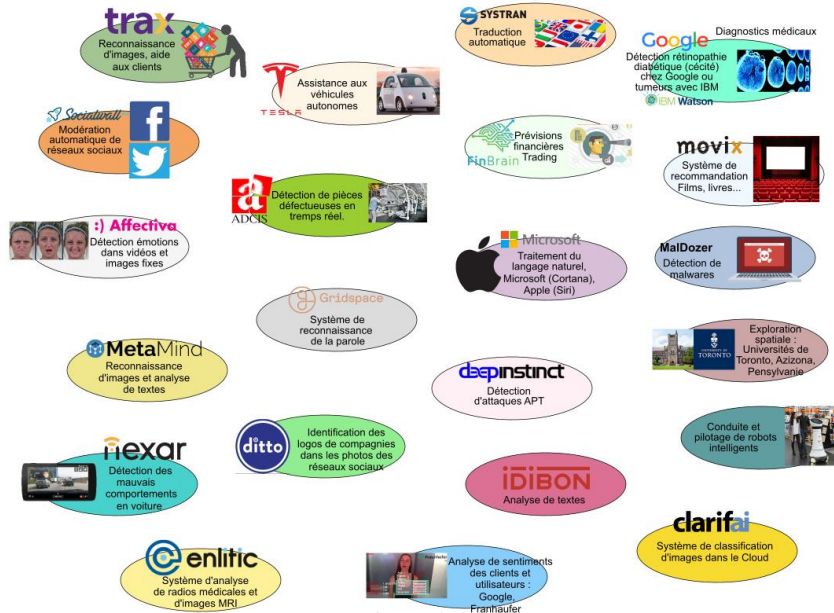 trax
Reconnaissance
d'images, aide
aux clients
SYSTRAN
Traduction
automatique
Google
Diagnostics médicaux
Détection rétinopathie
diabétique (cécité)
chez Google ou
tumeurs avec IBM
IBM Watson
TESLA
Assistance aux
véhicules
autonomes
Sociallwall
Modération
automatique de
réseaux sociaux
FinBrain
Prévisions
financières
Trading
movix
Système de
recommandation
Films, livres...
ADCIS
Détection de pièces
défectueuses en
tremps réel.
:) Affectiva
Détection émotions
dans vidéos et
images fixes
Microsoft
Traitement du
langage naturel,
Microsoft (Cortana),
Apple (Siri)
MalDozer
Détection de
malwares
Gridspace
Système de
reconnaissance
de la parole
UNIVERSITY OF
TORONTO
Exploration
spatiale :
Universités de
Toronto, Azizona,
Pensylvanie
MetaMind
Reconnaissance
d'images et analyse
de textes
deepinstinct
Détection
d'attaques APT
nexar
Détection des
mauvais
comportements
en voiture
ditto
Identification des
logos de compagnies
dans les photos des
réseaux sociaux
Conduite et
pilotage de robots
intelligents
IDIBON
Analyse de textes
clarifai
Système de classification
d'images dans le Cloud
enlitic
Système d'analyse
de radios médicales et
d'images MRI
Analyse de sentiments
des clients et
utilisateurs :
Google,
Franhaufer